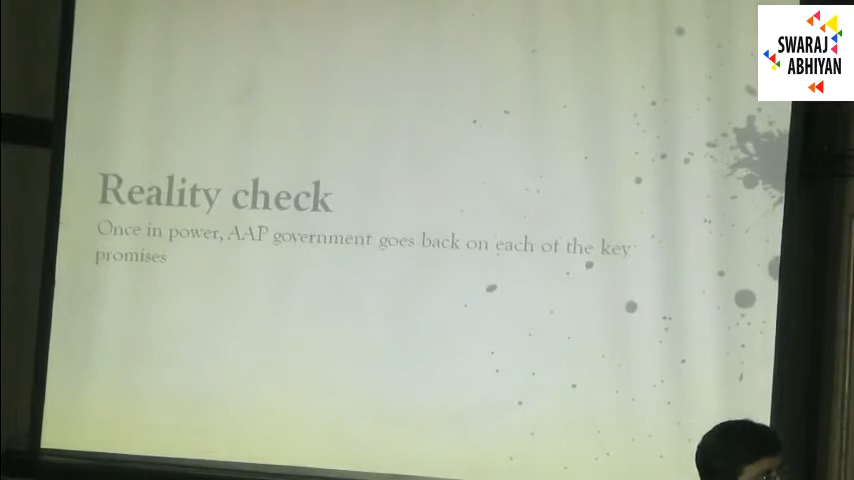 SWARAJ
ABHIYAN
Reality check
Once in power, AAP government goes back on each of the key
promises